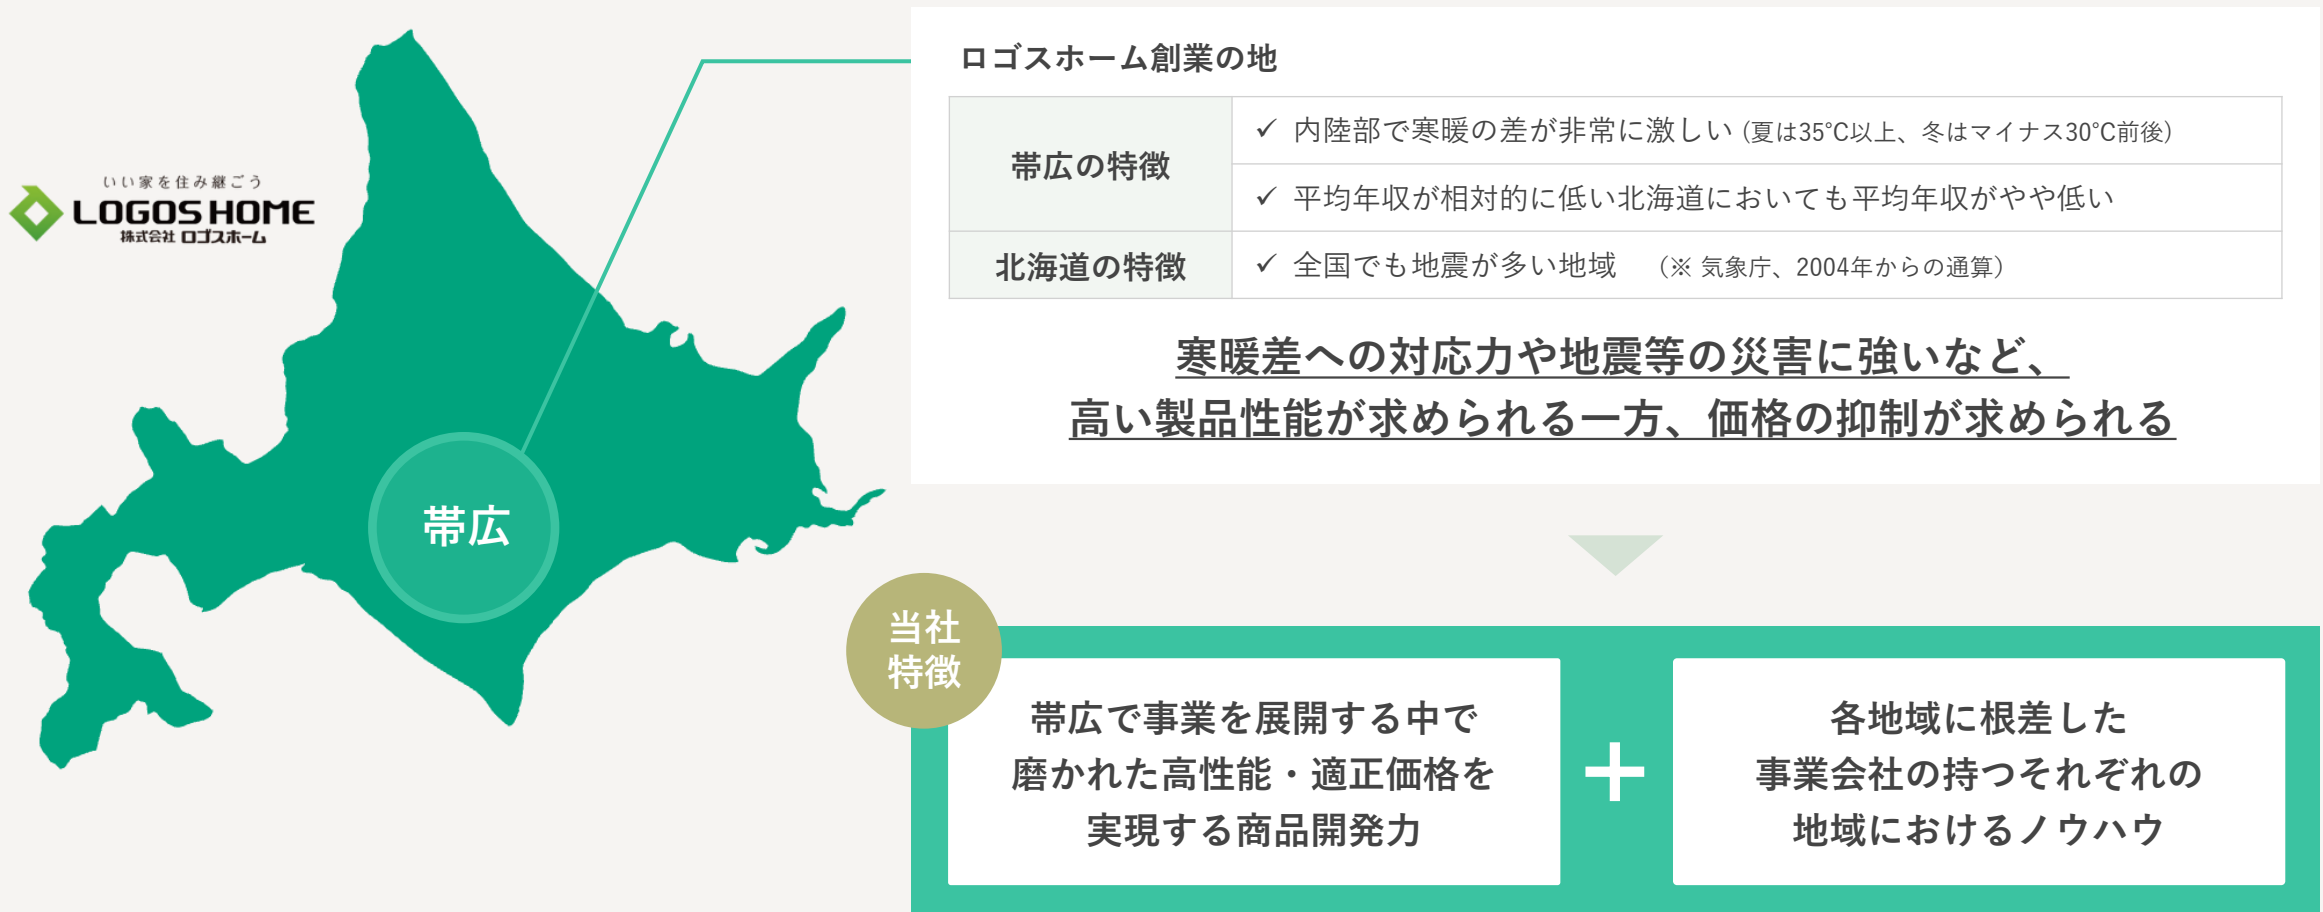 いい家を住み継ごう
LOGOS HOME
株式会社 ロゴスホーム
帯広
ロゴスホーム創業の地
帯広の特徴
✓ 内陸部で寒暖の差が非常に激しい (夏は35℃以上、冬はマイナス30℃前後)
✓ 平均年収が相対的に低い北海道においても平均年収がやや低い
北海道の特徴
✓ 全国でも地震が多い地域 （※ 気象庁、2004年からの通算）
寒暖差への対応力や地震等の災害に強いなど、
高い製品性能が求められる一方、価格の抑制が求められる
当社
特徴
帯広で事業を展開する中で
磨かれた高性能・適正価格を
実現する商品開発力
+
各地域に根差した
事業会社の持つそれぞれの
地域におけるノウハウ